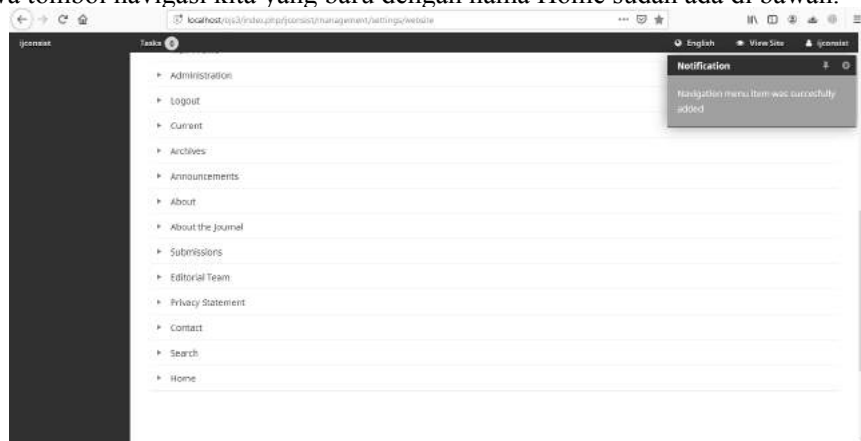 tombol navigasi kita yang baru dengan nama Home sudah ada di bawah.
localhost/ojs3/index.php/ijconsist/management/settings/website
ijconsist Tasks 0 English View Site ijconsist
Administration
Logout
Current
Archives
Announcements
About
About the Journal
Submissions
Editorial Team
Privacy Statement
Contact
Search
Home
Notification
Navigation menu item was succesfully
added